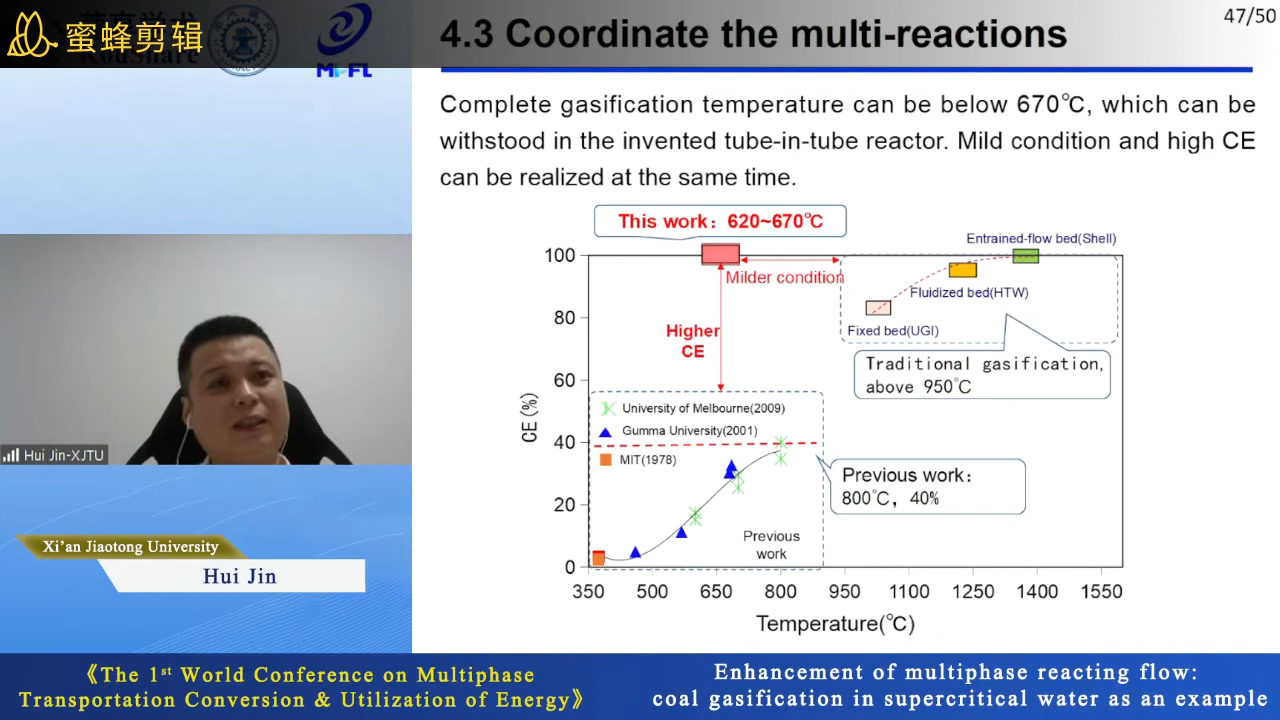 蜜蜂剪辑
KouShare
47/50
4.3 Coordinate the multi-reactions
Complete gasification temperature can be below 670℃, which can be
withstood in the invented tube-in-tube reactor. Mild condition and high CE
can be realized at the same time.
This work：620~670℃
Entrained-flow bed(Shell)
Milder condition
Fluidized bed(HTW)
Fixed bed(UGI)
Higher
CE
Traditional gasification,
above 950℃
University of Melbourne(2009)
Gumma University(2001)
MIT(1978)
Previous work：
800℃, 40%
Previous
work
CE (%)
100
80
60
40
20
0
350 500 650 800 950 1100 1250 1400 1550
Temperature(℃)
Hui Jin-XJTU
Xi’an Jiaotong University
Hui Jin
《The 1st World Conference on Multiphase
Transportation Conversion & Utilization of Energy》
Enhancement of multiphase reacting flow:
coal gasification in supercritical water as an example